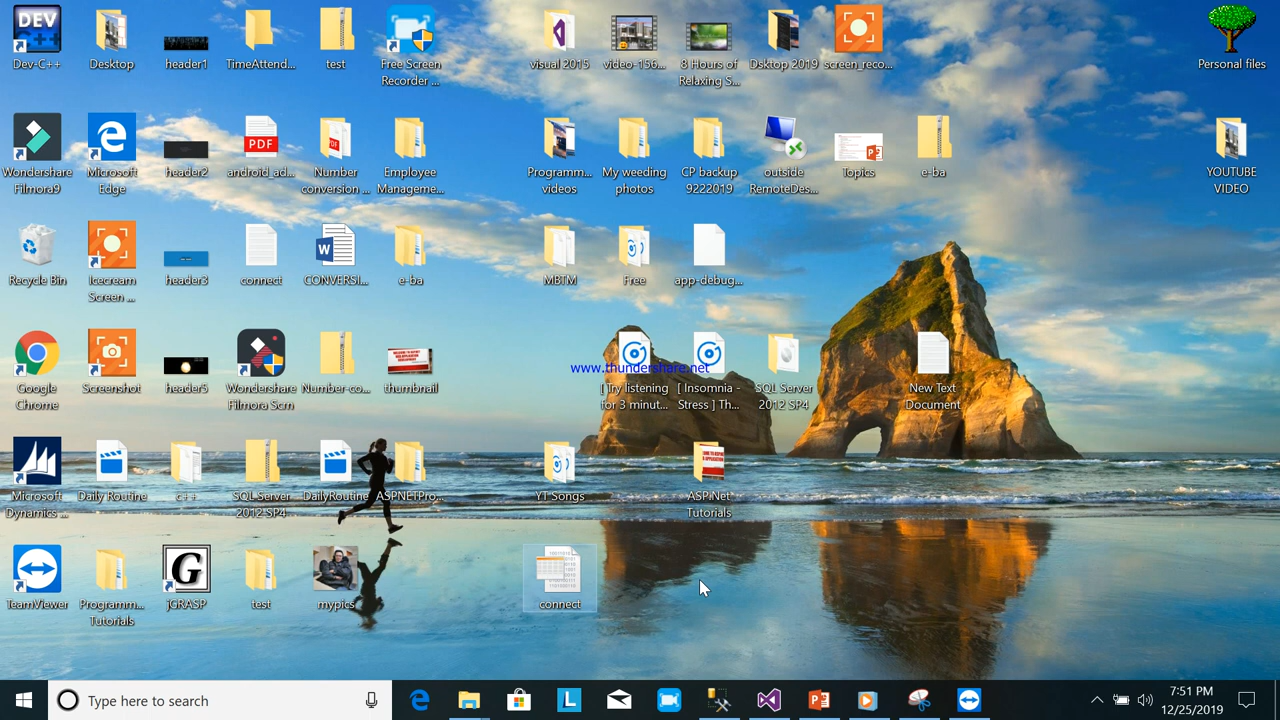 Dev-C++
Desktop
header1
TimeAttend...
test
Free Screen
Recorder ...
visual 2015
video-156...
8 Hours of
Relaxing S...
Dsktop 2019
screen_reco...
Personal files
Wondershare
Filmora9
Microsoft
Edge
header2
android_ad...
Number
conversion ...
Employee
Manageme...
Programm...
videos
My weeding
photos
CP backup
9222019
outside
RemoteDes...
Topics
e-ba
YOUTUBE
VIDEO
Recycle Bin
Icecream
Screen ...
header3
connect
CONVERSI...
e-ba
MBTM
Free
app-debug...
Google
Chrome
Screenshot
header5
Wondershare
Filmora Scrn
Number-co...
thumbnail
www.thundershare.net
[ Try listening
for 3 minut...
[ Insomnia -
Stress ] Th...
SQL Server
2012 SP4
New Text
Document
Microsoft
Dynamics ...
Daily Routine
c++
SQL Server
2012 SP4...
DailyRoutine
ASPNETPro...
YT Songs
ASP.Net
Tutorials
TeamViewer
Programm...
Tutorials
jGRASP
test
mypics
connect
Type here to search
7:51 PM
12/25/2019